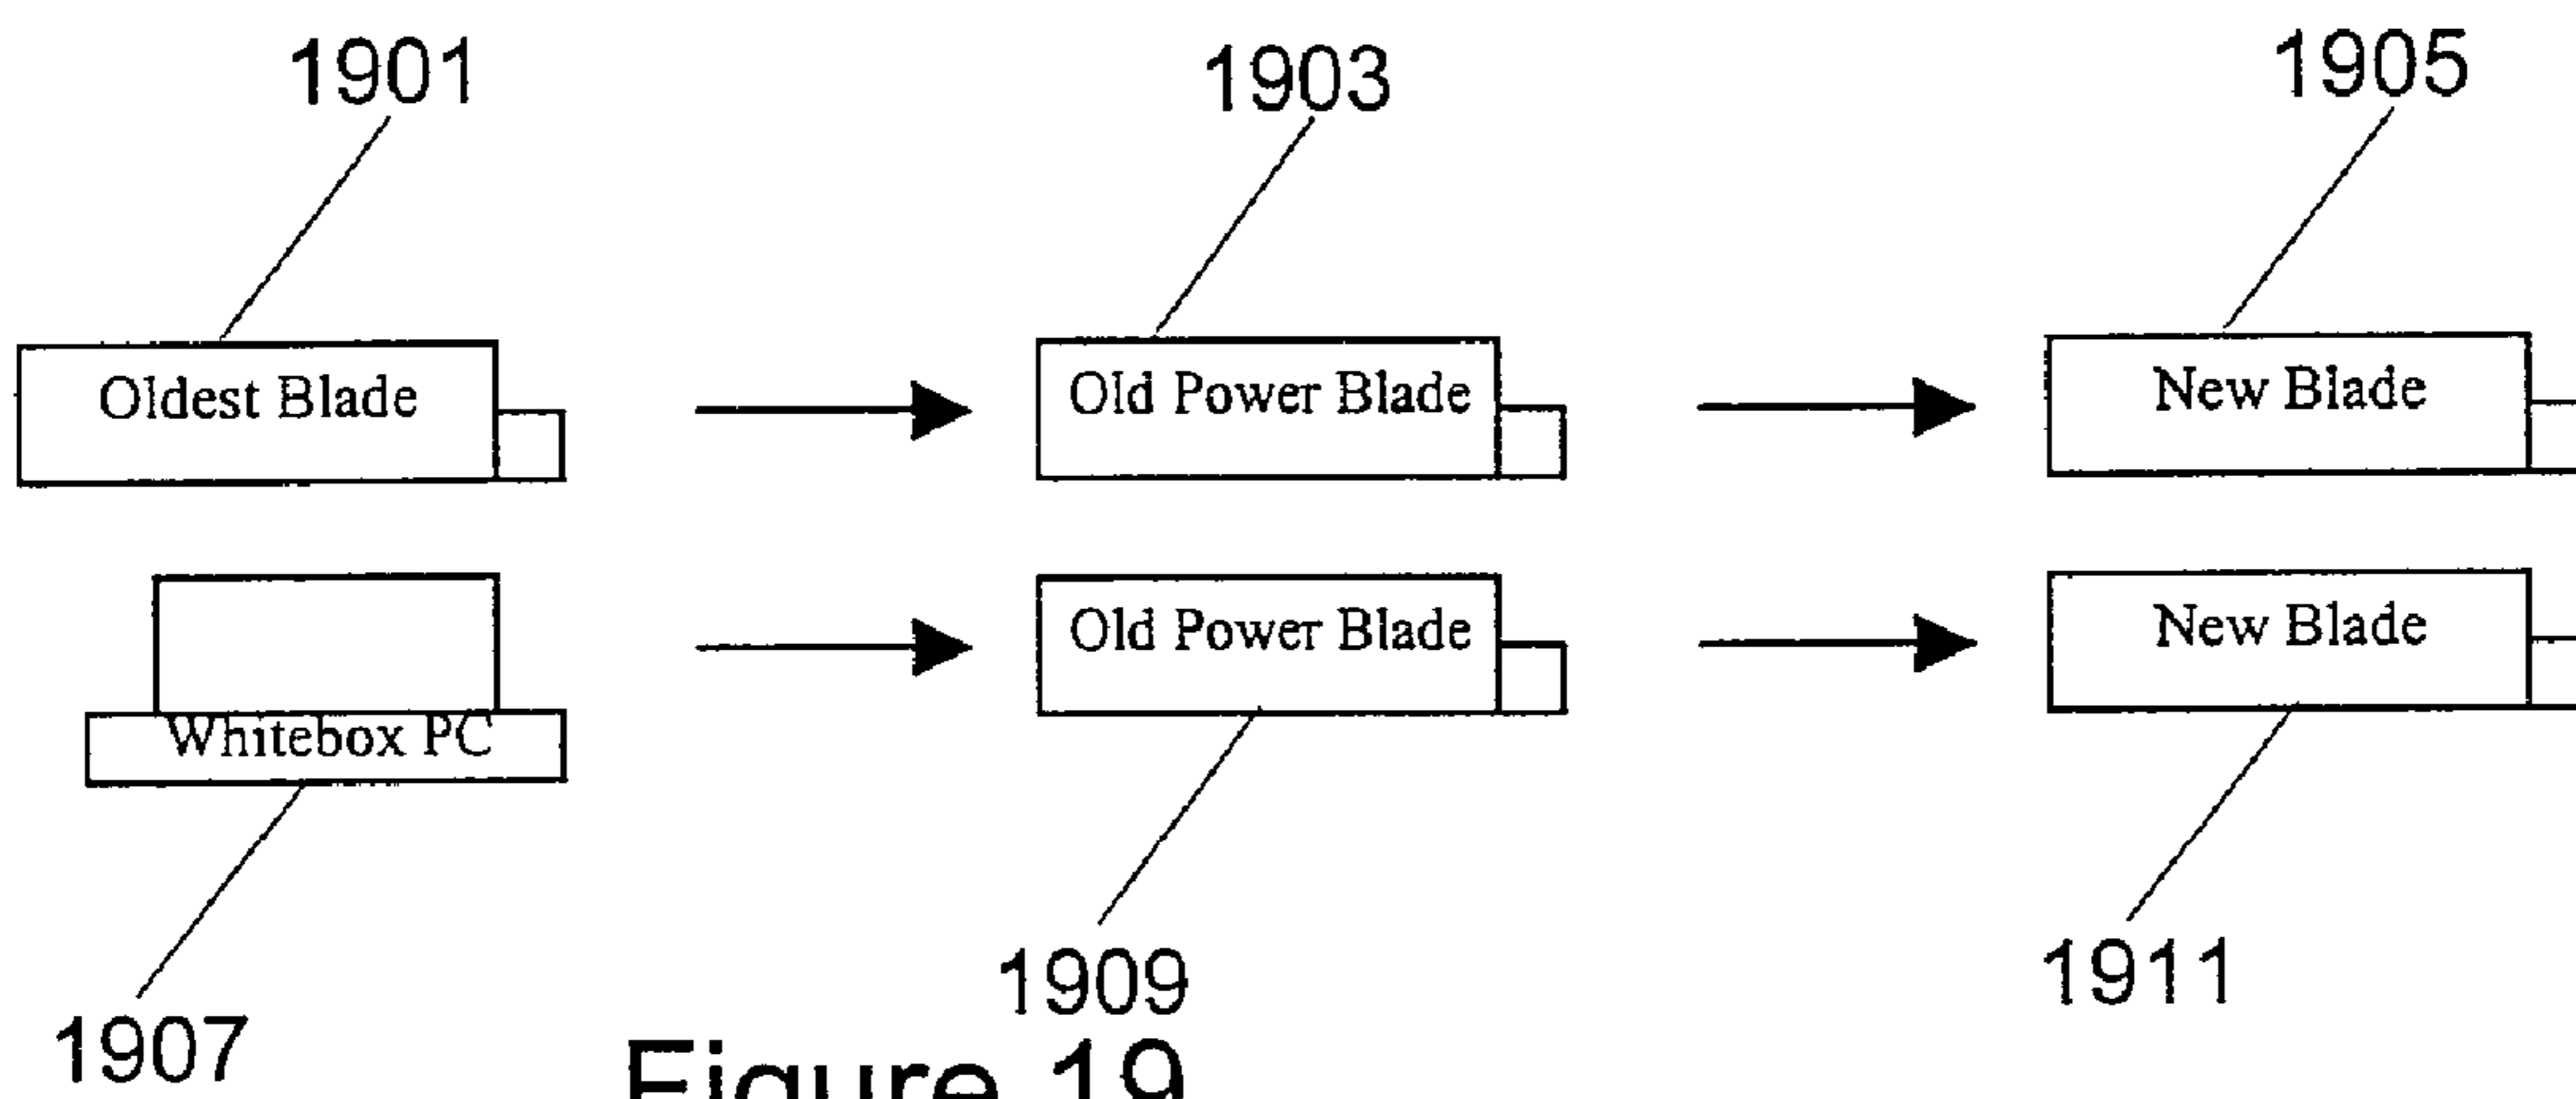 1901
1903
1905
Oldest Blade
Old Power Blade
New Blade
Whitebox PC
Old Power Blade
New Blade
1907
1909
1911
Figure 19